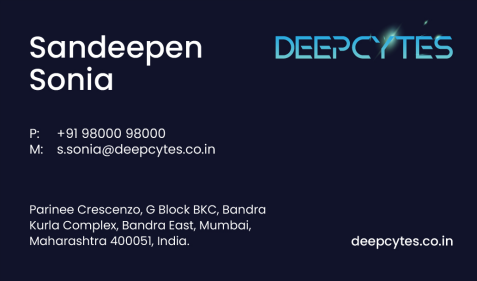 Sandeepen
Sonia
DEEPCYTES
P: +91 98000 98000
M: s.sonia@deepcytes.co.in
Parinee Crescenzo, G Block BKC, Bandra
Kurla Complex, Bandra East, Mumbai,
Maharashtra 400051, India.
deepcytes.co.in